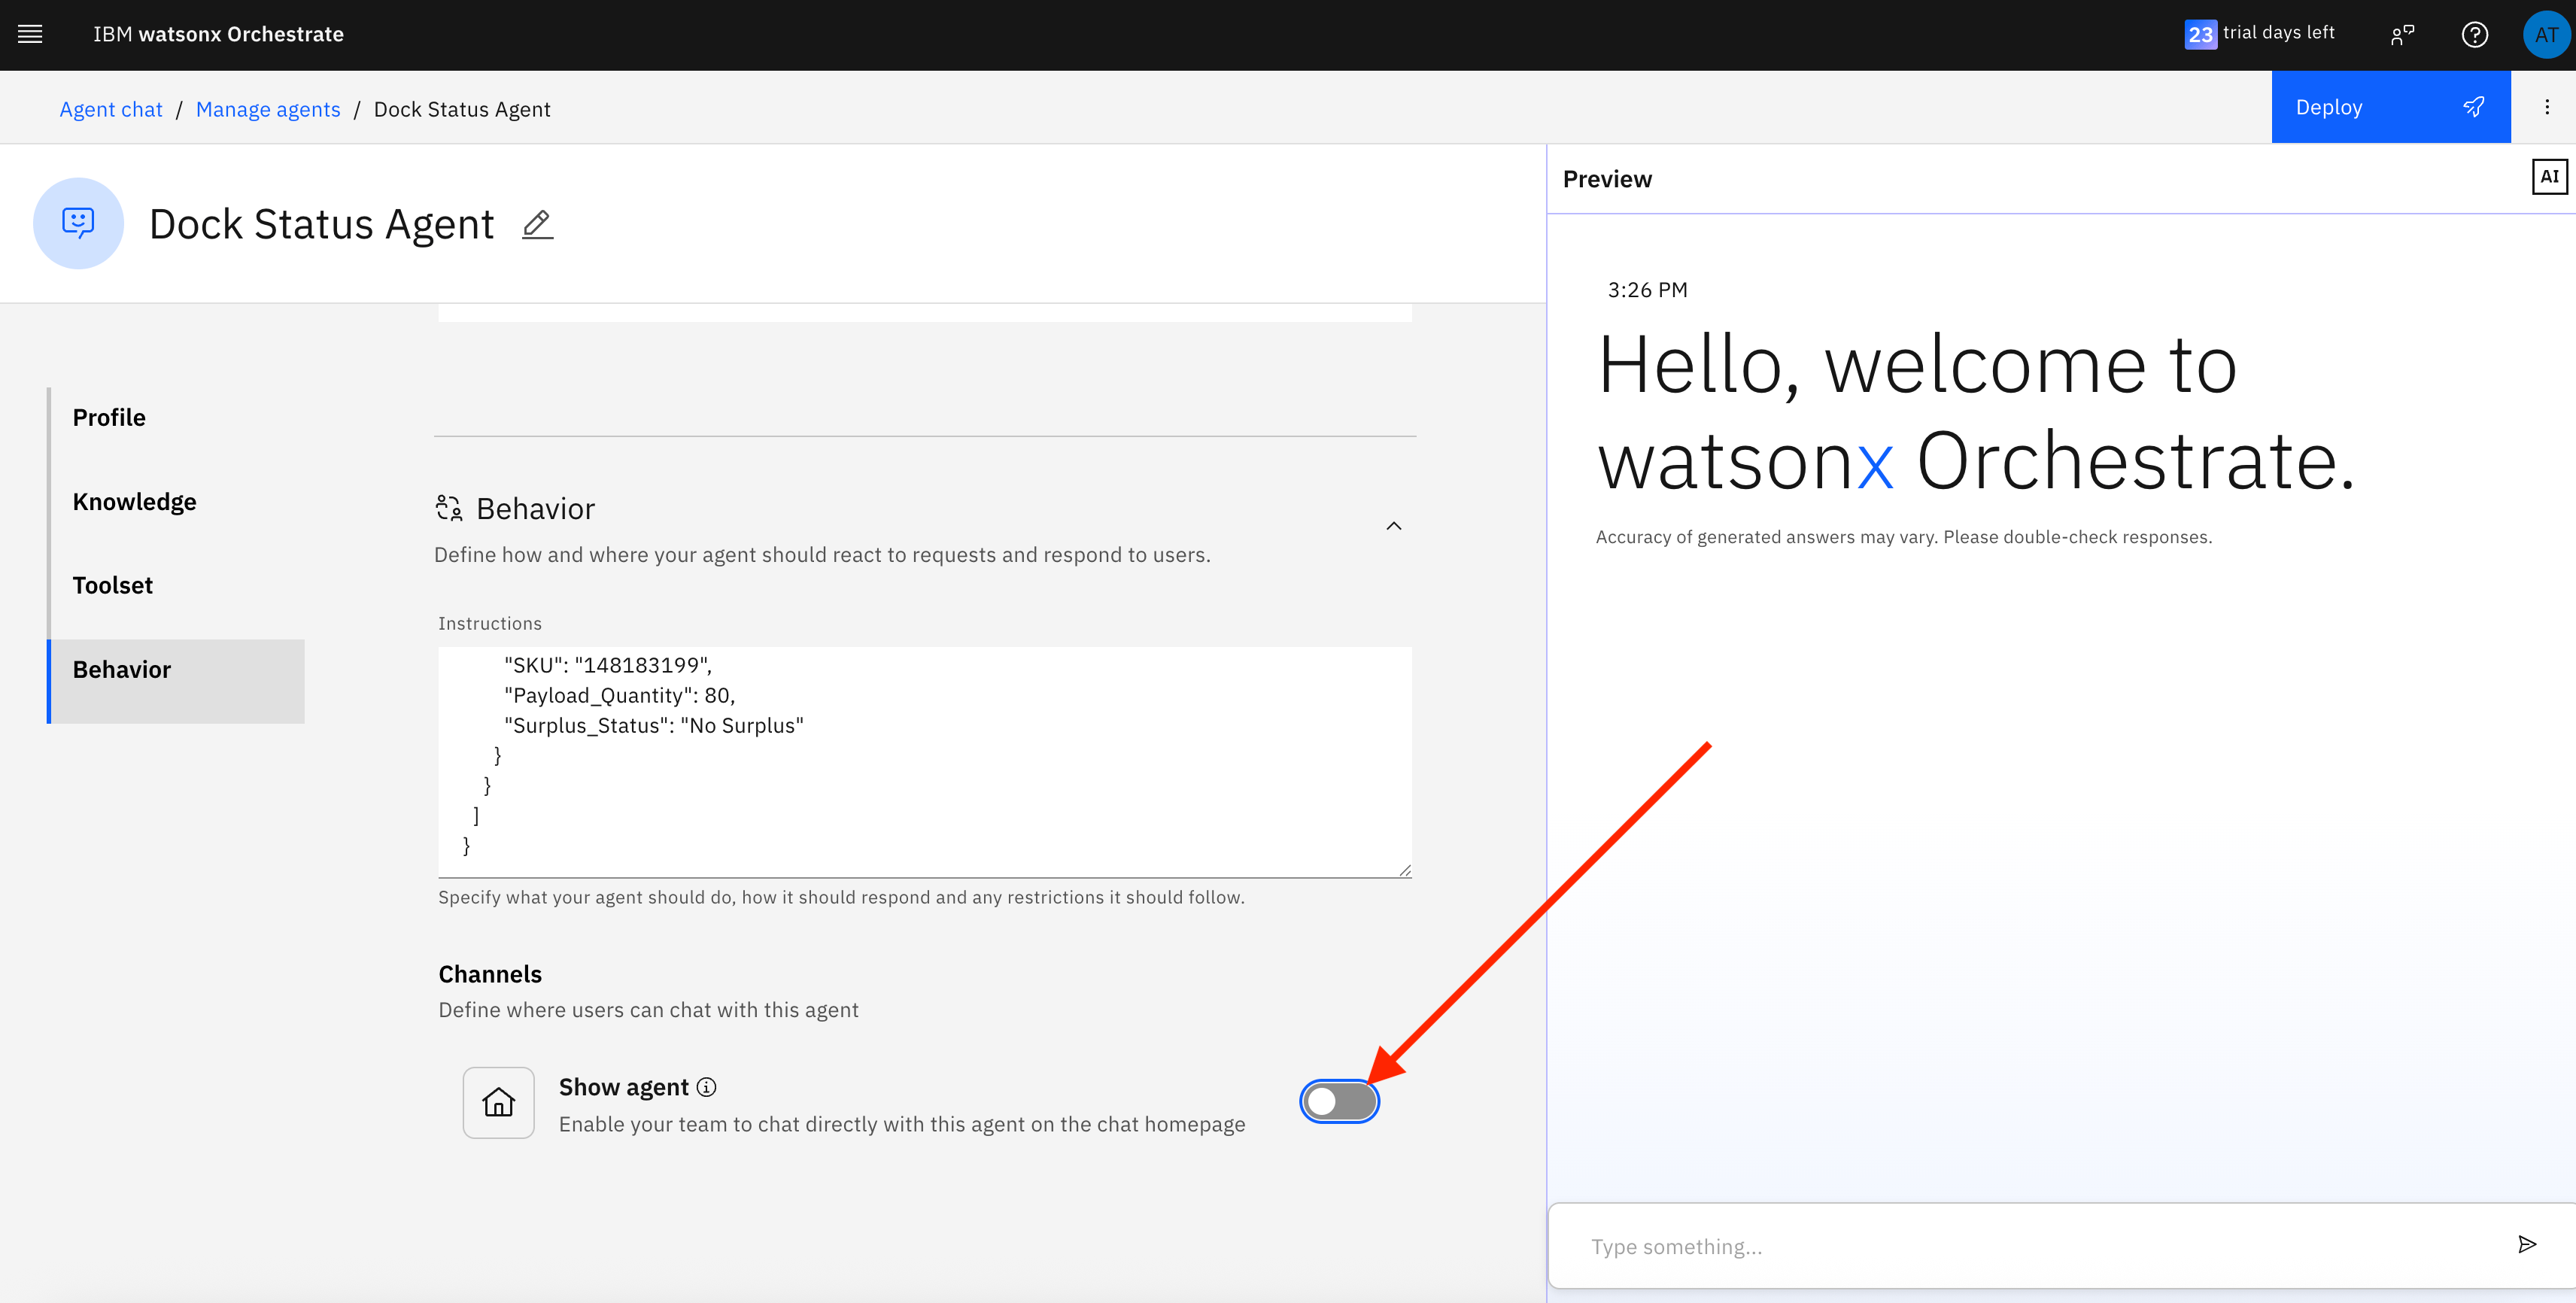 IBM watsonx Orchestrate
23 trial days left
AT
Agent chat / Manage agents / Dock Status Agent
Deploy
Dock Status Agent
Profile
Knowledge
Toolset
Behavior
Behavior
Define how and where your agent should react to requests and respond to users.
Instructions
"SKU": "148183199",
"Payload_Quantity": 80,
"Surplus_Status": "No Surplus"
}
}
]
}
Specify what your agent should do, how it should respond and any restrictions it should follow.
Channels
Define where users can chat with this agent
Show agent
Enable your team to chat directly with this agent on the chat homepage
Preview
AI
3:26 PM
Hello, welcome to
watsonx Orchestrate.
Accuracy of generated answers may vary. Please double-check responses.
Type something...